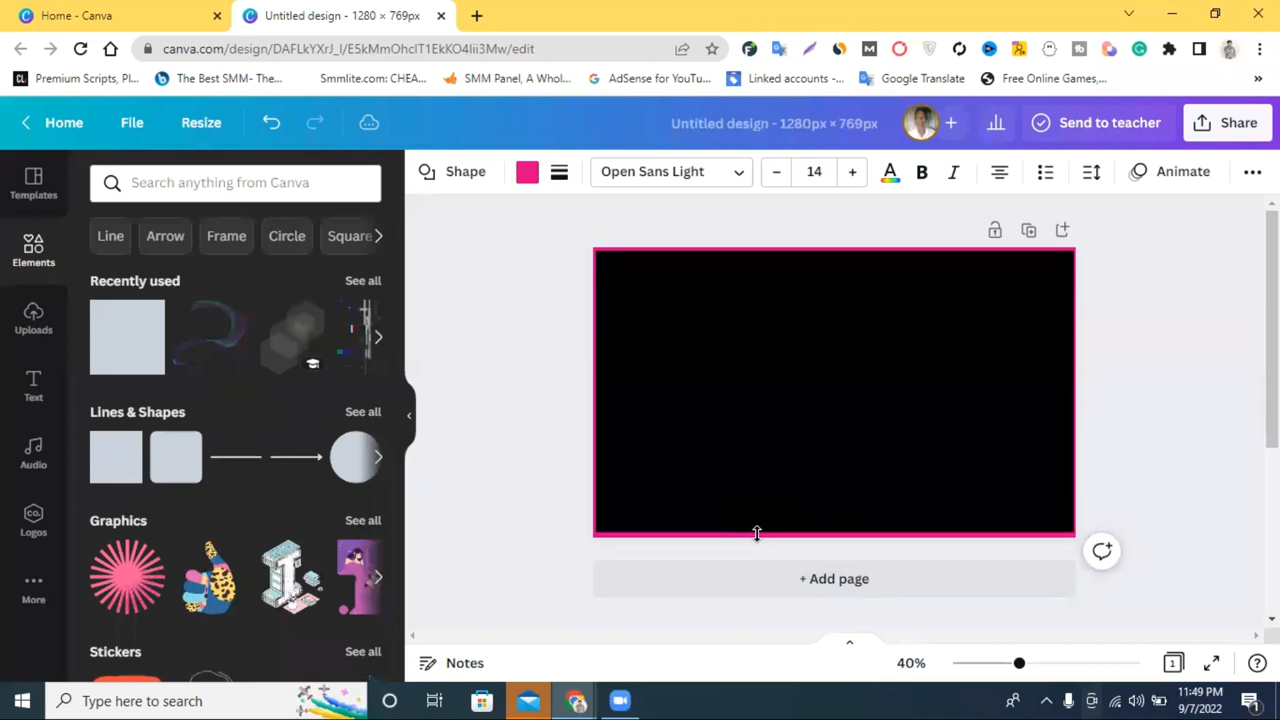 Home - Canva
Untitled design - 1280 × 769px
canva.com/design/DAFLkYXrJ_I/E5kMmOhcIT1EkKO4Iii3Mw/edit
Premium Scripts, Pl...
The Best SMM- The...
Smmlite.com: CHEA...
SMM Panel, A Whol...
AdSense for YouTu...
Linked accounts -...
Google Translate
Free Online Games,...
Home
File
Resize
Untitled design - 1280px × 769px
Send to teacher
Share
Templates
Elements
Uploads
Text
Audio
Logos
More
Search anything from Canva
Line
Arrow
Frame
Circle
Square
Recently used
See all
Lines & Shapes
See all
Graphics
See all
Stickers
See all
Shape
Open Sans Light
14
A
B
I
Animate
+ Add page
Notes
40%
1
Type here to search
11:49 PM
9/7/2022